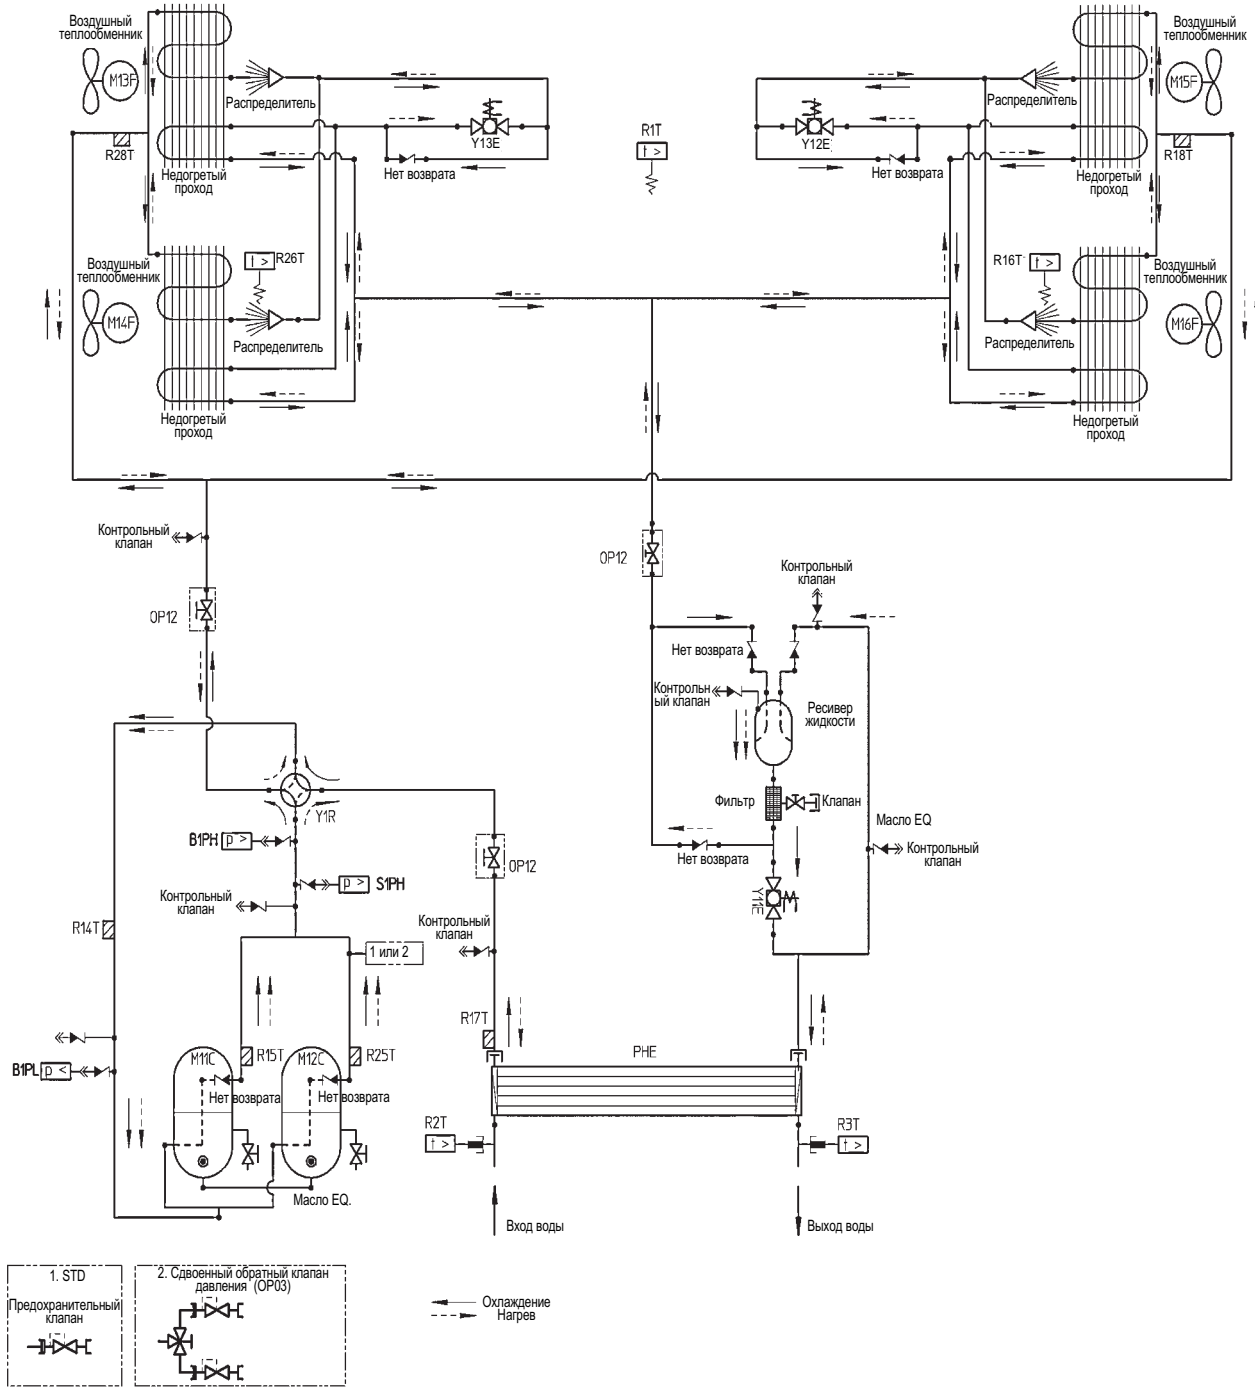 Воздушный
теплообменник
M13F
Распределитель
R28T
Недогретый
проход
Y13E
Нет возврата
R1T
t >
Воздушный
теплообменник
M15F
Распределитель
Y12E
Нет возврата
R18T
Недогретый
проход
Воздушный
теплообменник
M14F
t >
R26T
Распределитель
Недогретый
проход
R16T
t >
Воздушный
теплообменник
M16F
Распределитель
Недогретый
проход
Контрольный
клапан
OP12
OP12
Контрольный
клапан
Нет возврата
Контрольн
ый клапан
Ресивер
жидкости
Фильтр
Клапан
Масло EQ
Контрольный
клапан
Нет возврата
Y11E
Y1R
B1PH
p >
p >
S1PH
OP12
Контрольный
клапан
Контрольный
клапан
R14T
1 или 2
R17T
PHE
B1PL
p <
M11C
R15T
M12C
R25T
Нет возврата
Нет возврата
R2T
t >
R3T
t >
Масло EQ.
Вход воды
Выход воды
1. STD
Предохранительный
клапан
2. Сдвоенный обратный клапан
давления (OP03)
Охлаждение
Нагрев